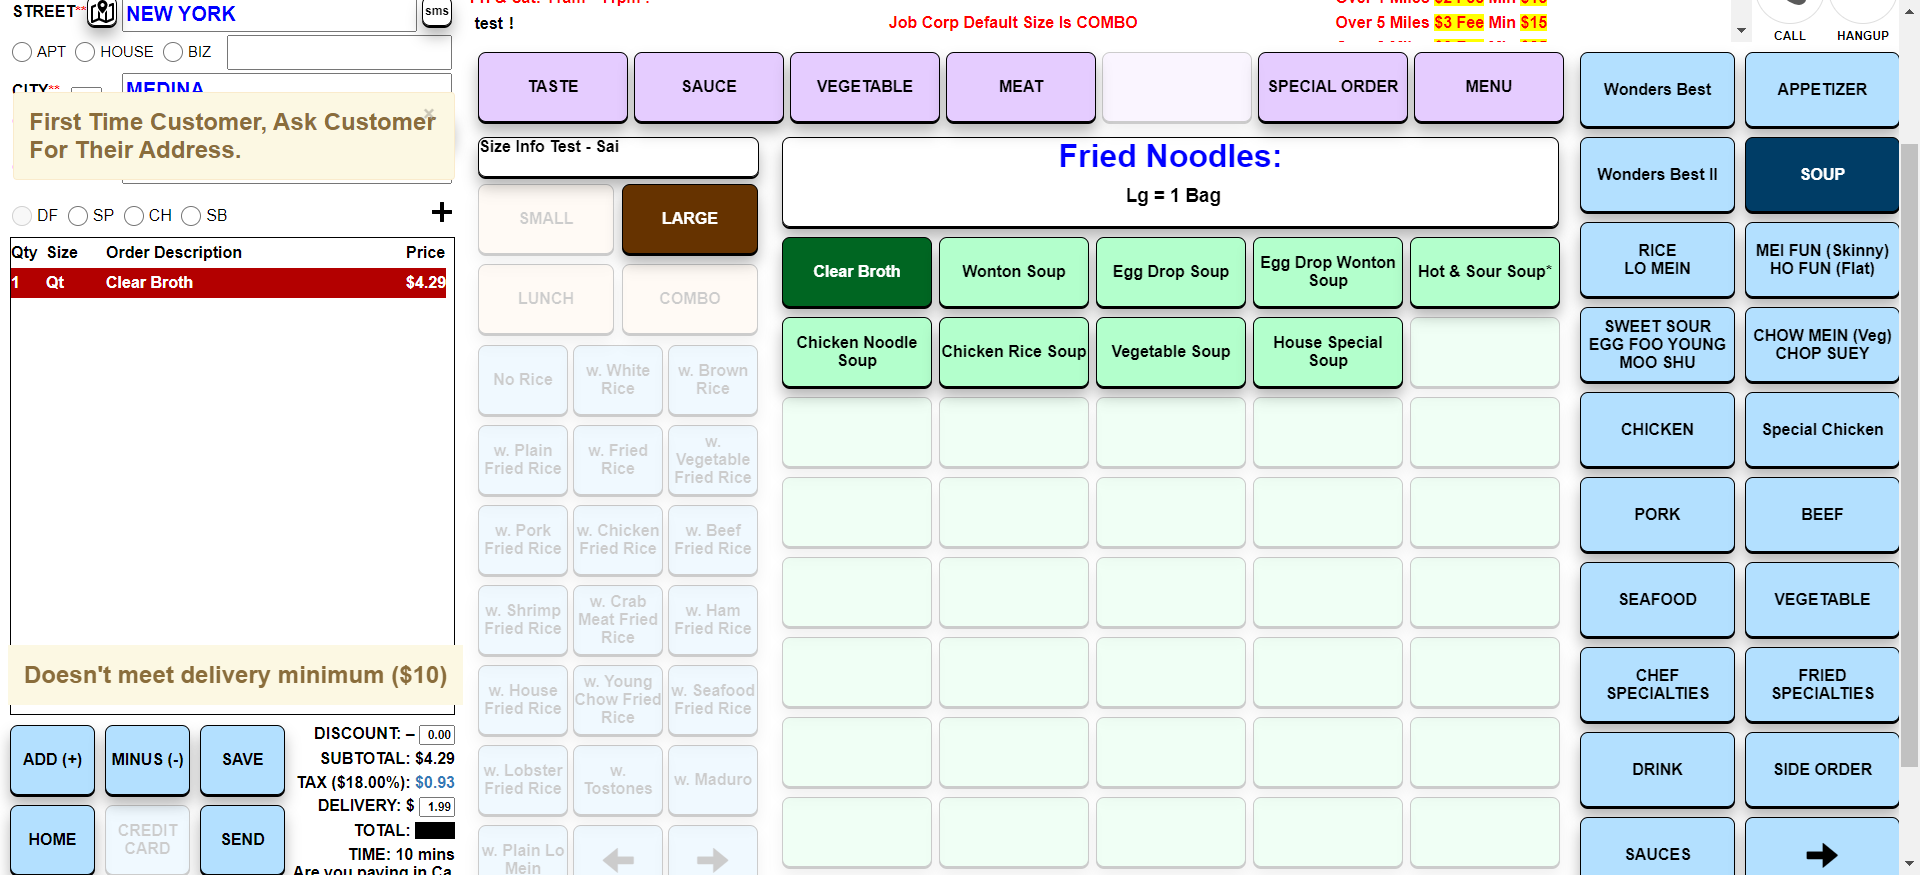 STREET** NEW YORK sms
APT HOUSE BIZ
CITY** MEDINA
First Time Customer, Ask Customer
For Their Address.
×
DF SP CH SB +
Qty Size Order Description Price
1 Qt Clear Broth $4.29
Doesn't meet delivery minimum ($10)
ADD (+) MINUS (-) SAVE
HOME CREDIT CARD SEND
DISCOUNT: – 0.00
SUBTOTAL: $4.29
TAX ($18.00%): $0.93
DELIVERY: $ 1.99
TOTAL:
TIME: 10 mins
Are you paying in Ca
test !
Job Corp Default Size Is COMBO
Over 5 Miles $3 Fee Min $15
CALL HANGUP
TASTE SAUCE VEGETABLE MEAT SPECIAL ORDER MENU
Size Info Test - Sai
SMALL LARGE
LUNCH COMBO
No Rice
w. White
Rice
w. Brown
Rice
w. Plain
Fried Rice
w. Fried
Rice
w.
Vegetable
Fried Rice
w. Pork
Fried Rice
w. Chicken
Fried Rice
w. Beef
Fried Rice
w. Shrimp
Fried Rice
w. Crab
Meat Fried
Rice
w. Ham
Fried Rice
w. House
Fried Rice
w. Young
Chow Fried
Rice
w. Seafood
Fried Rice
w. Lobster
Fried Rice
w.
Tostones
w. Maduro
w. Plain Lo
Mein
Fried Noodles:
Lg = 1 Bag
Clear Broth
Wonton Soup
Egg Drop Soup
Egg Drop Wonton
Soup
Hot & Sour Soup*
Chicken Noodle
Soup
Chicken Rice Soup
Vegetable Soup
House Special
Soup
Wonders Best
APPETIZER
Wonders Best II
SOUP
RICE
LO MEIN
MEI FUN (Skinny)
HO FUN (Flat)
SWEET SOUR
EGG FOO YOUNG
MOO SHU
CHOW MEIN (Veg)
CHOP SUEY
CHICKEN
Special Chicken
PORK
BEEF
SEAFOOD
VEGETABLE
CHEF
SPECIALTIES
FRIED
SPECIALTIES
DRINK
SIDE ORDER
SAUCES